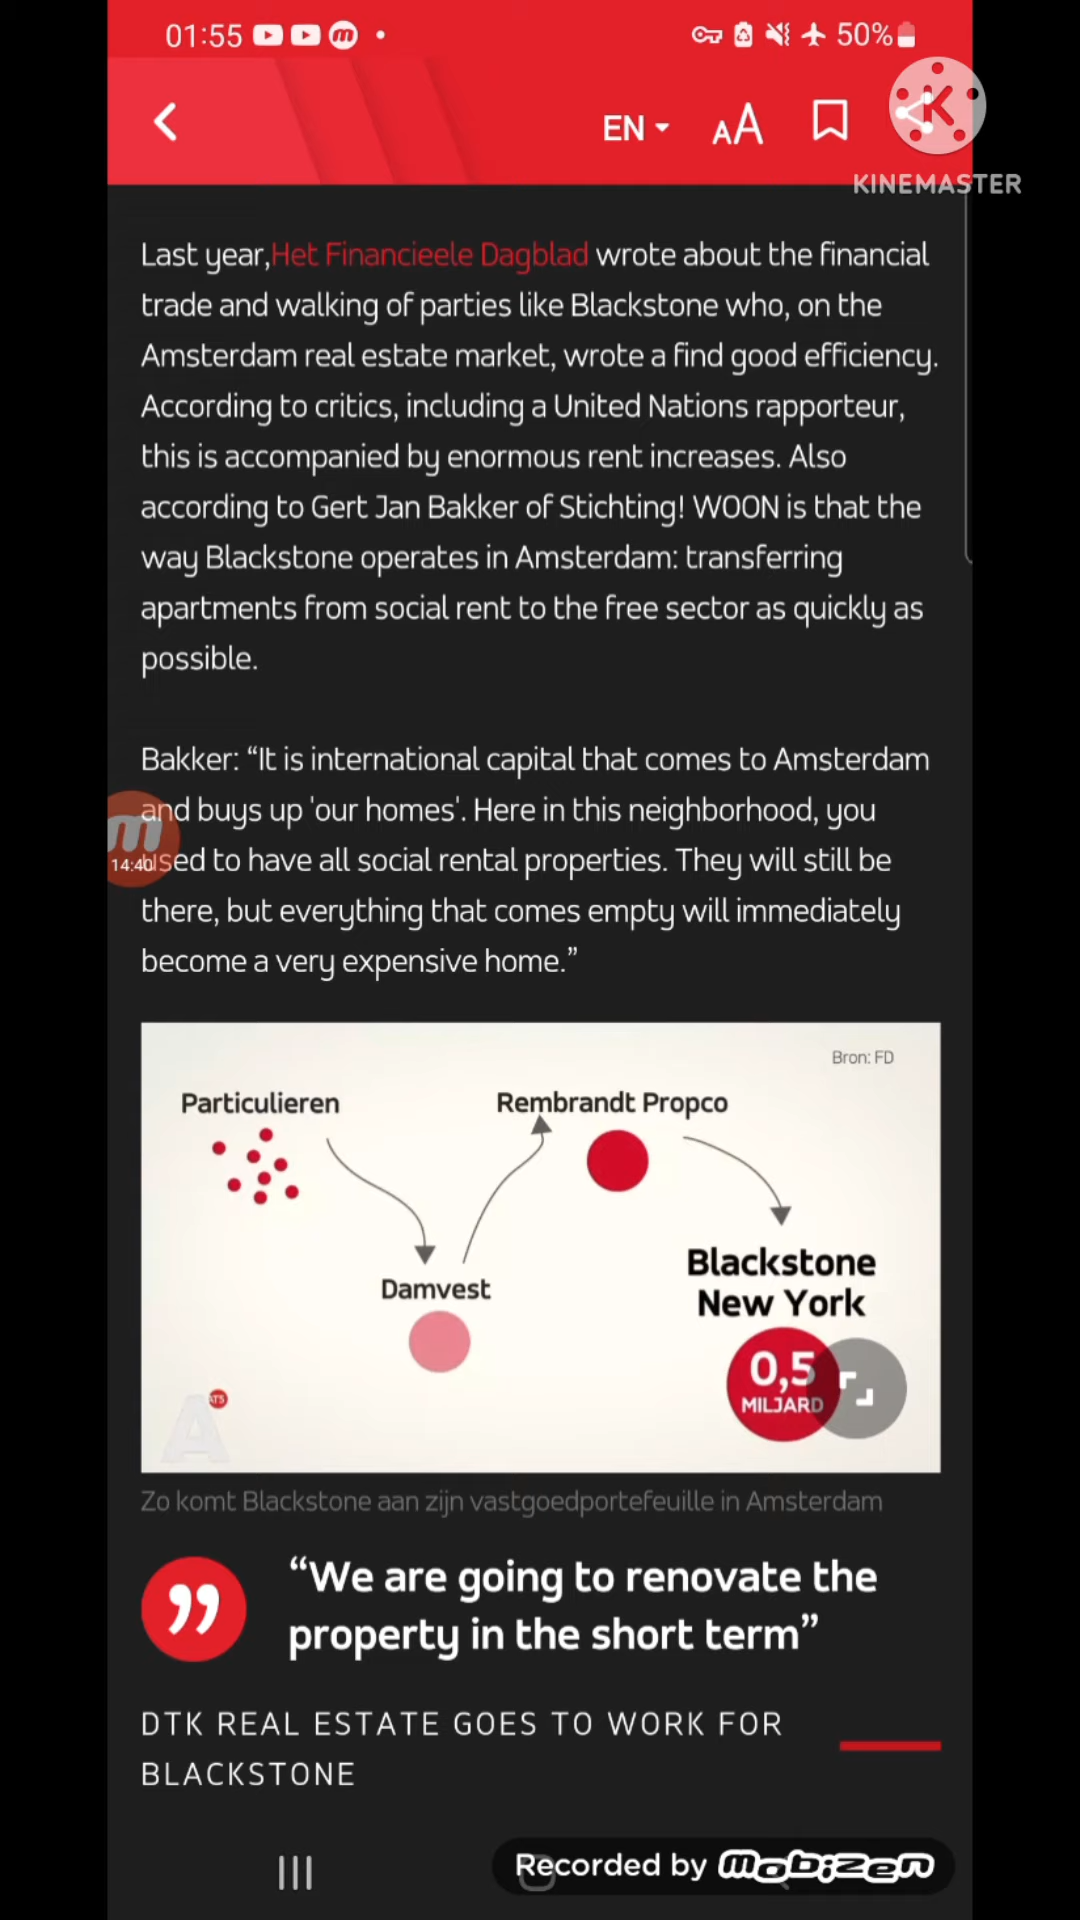 01:55
50%
EN
AA
KINEMASTER
Last year,Het Financieele Dagblad wrote about the financial
trade and walking of parties like Blackstone who, on the
Amsterdam real estate market, wrote a find good efficiency.
According to critics, including a United Nations rapporteur,
this is accompanied by enormous rent increases. Also
according to Gert Jan Bakker of Stichting! WOON is that the
way Blackstone operates in Amsterdam: transferring
apartments from social rent to the free sector as quickly as
possible.
Bakker: “It is international capital that comes to Amsterdam
and buys up 'our homes'. Here in this neighborhood, you
used to have all social rental properties. They will still be
14:40
there, but everything that comes empty will immediately
become a very expensive home.”
Bron: FD
Particulieren
Rembrandt Propco
Damvest
Blackstone
New York
0,5
MILJARD
AT5
Zo komt Blackstone aan zijn vastgoedportefeuille in Amsterdam
“We are going to renovate the
property in the short term”
DTK REAL ESTATE GOES TO WORK FOR
BLACKSTONE
Recorded by mobizen